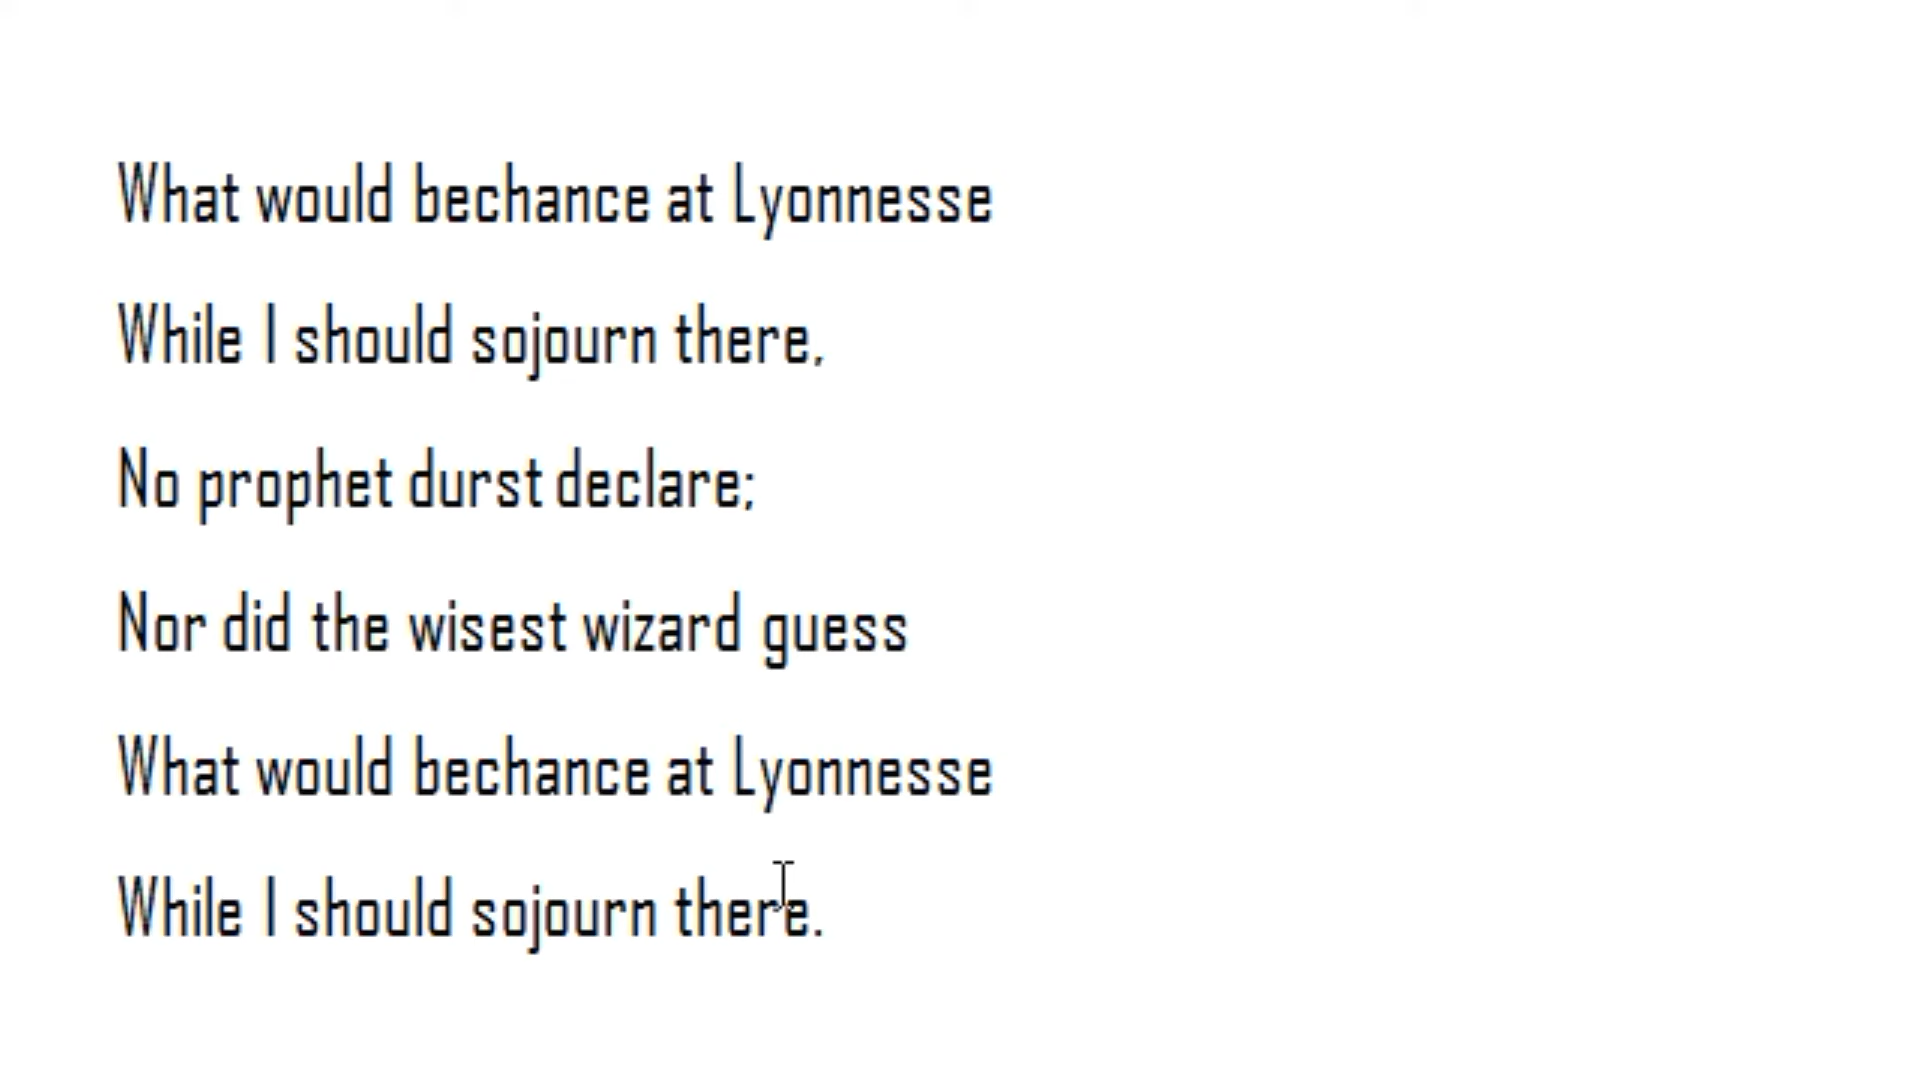 What would bechance at Lyonnesse
While I should sojourn there,
No prophet durst declare;
Nor did the wisest wizard guess
What would bechance at Lyonnesse
While I should sojourn there.